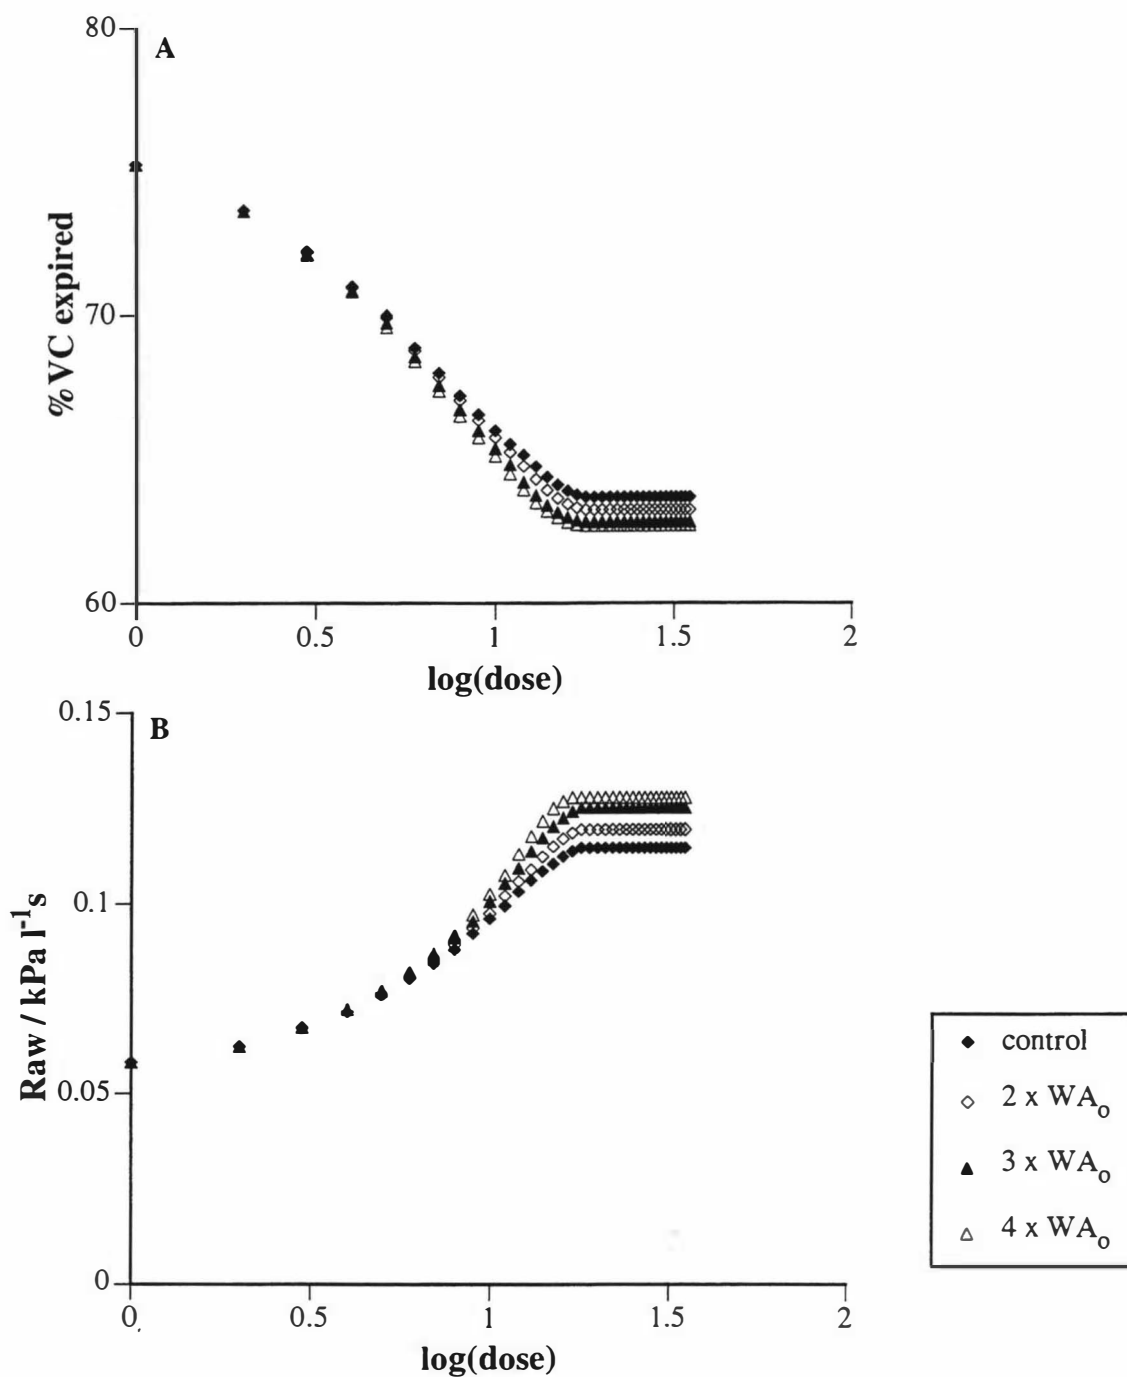 80
A
70
%VC expired
60
0
0.5
1
1.5
2
log(dose)
0.15
B
0.1
Raw / kPa l⁻¹s
0.05
0
0
0.5
1
1.5
2
log(dose)
control
2 x WAₒ
3 x WAₒ
4 x WAₒ